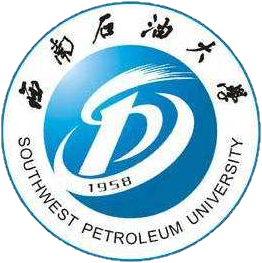 西南石油大学
1958
SOUTHWEST PETROLEUM UNIVERSITY